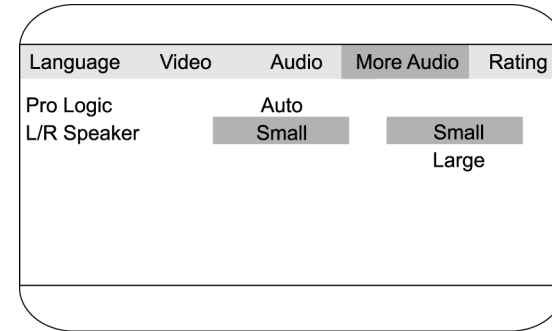 Language Video Audio More Audio Rating
Pro Logic Auto
L/R Speaker Small Small
Large